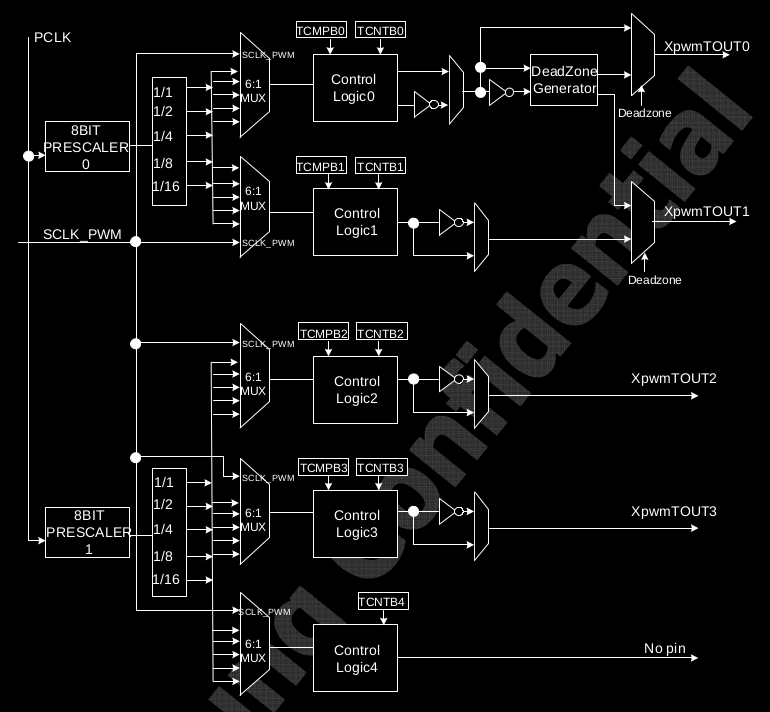 PCLK
TCMPB0
TCNTB0
SCLK_PWM
6:1
MUX
Control
Logic0
DeadZone
Generator
XpwmTOUT0
Deadzone
8BIT
PRESCALER
0
1/1
1/2
1/4
1/8
1/16
TCMPB1
TCNTB1
6:1
MUX
SCLK_PWM
Control
Logic1
XpwmTOUT1
Deadzone
SCLK_PWM
TCMPB2
TCNTB2
SCLK_PWM
6:1
MUX
Control
Logic2
XpwmTOUT2
TCMPB3
TCNTB3
SCLK_PWM
6:1
MUX
Control
Logic3
XpwmTOUT3
8BIT
PRESCALER
1
1/1
1/2
1/4
1/8
1/16
TCNTB4
SCLK_PWM
6:1
MUX
Control
Logic4
No pin
ng Confidential